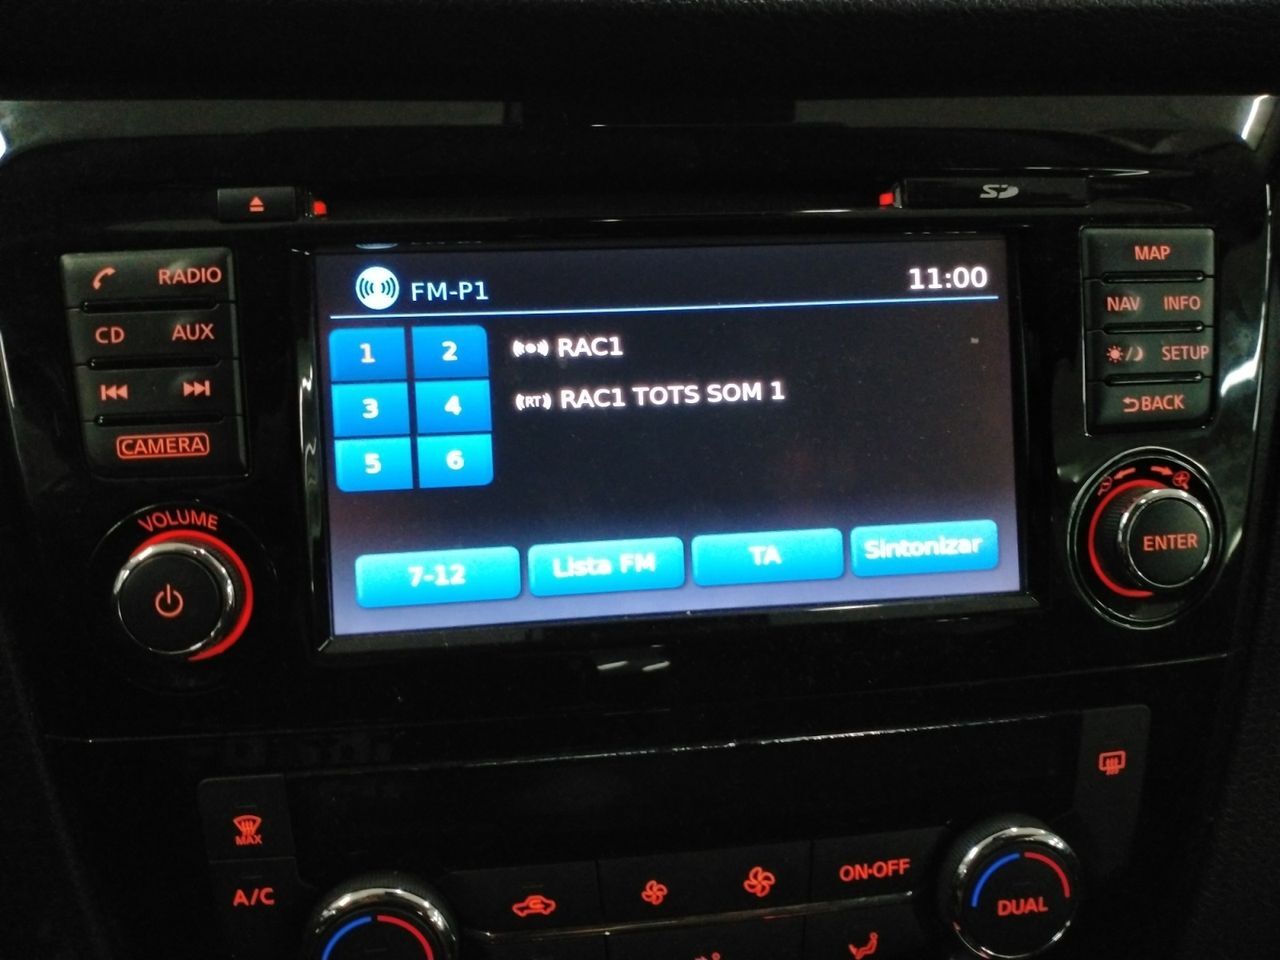 SD
RADIO
CD
AUX
CAMERA
VOLUME
FM-P1
11:00
1
2
3
4
5
6
RAC1
(RT) RAC1 TOTS SOM 1
7-12
Lista FM
TA
Sintonizar
MAP
NAV
INFO
SETUP
BACK
ENTER
MAX
A/C
ON·OFF
DUAL